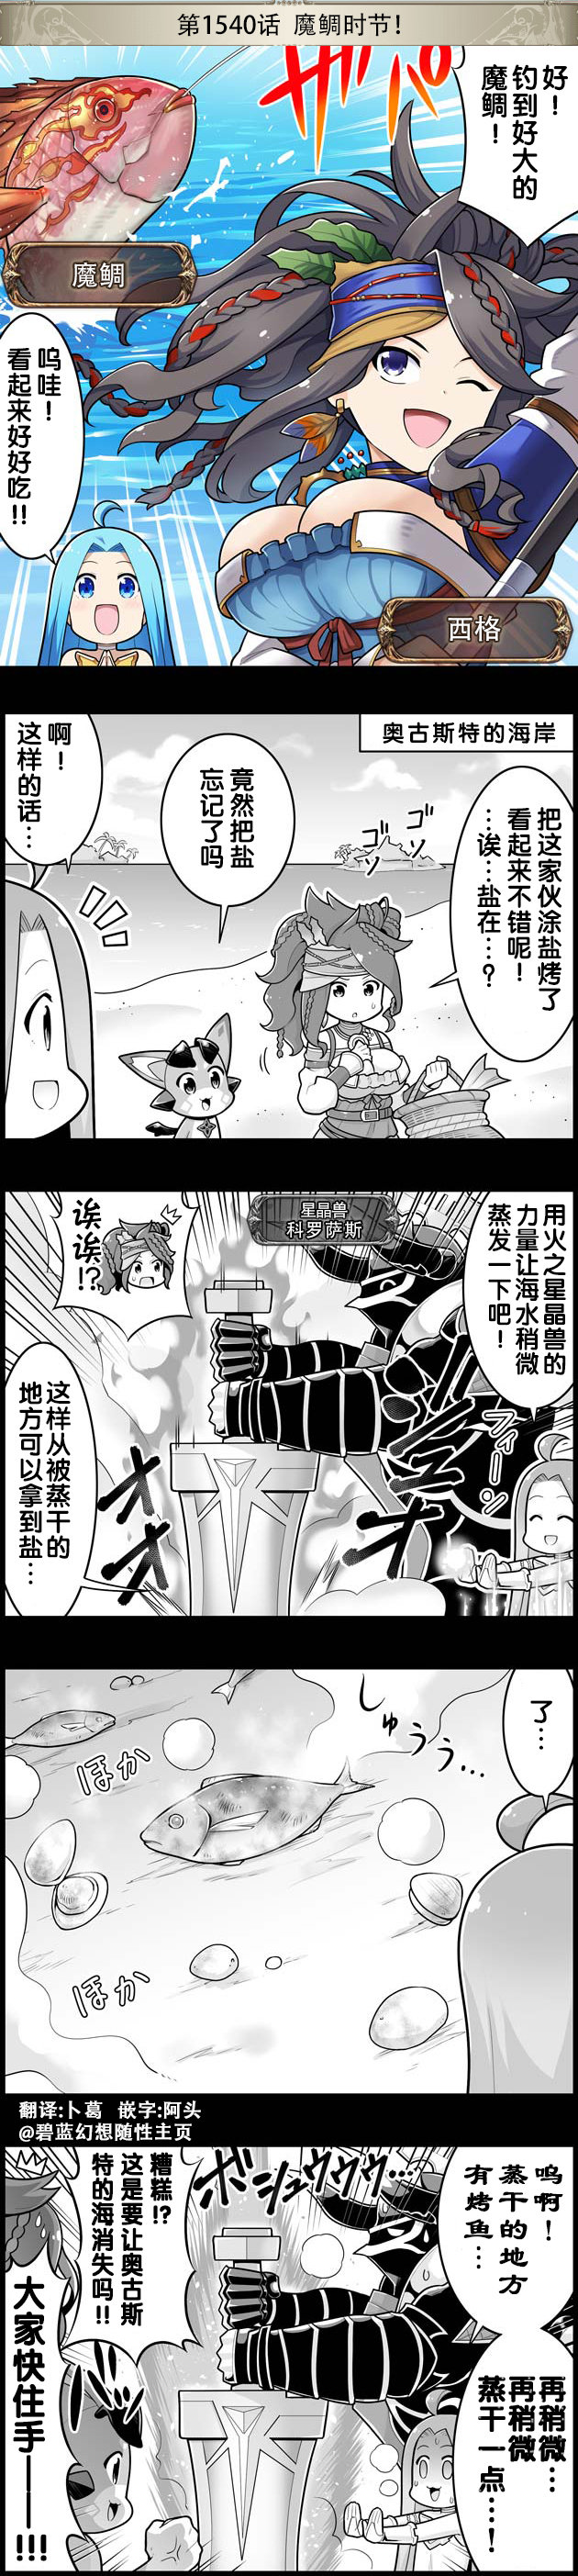 第1540话 魔鲷时节!
好!
钓到好大的
魔鲷!
ザバッ
魔鲷
呜哇!
看起来好好吃!!
西格
奥古斯特的海岸
把这家伙涂盐烤了
看起来不错呢!
…诶…盐在…?
ゴソ
ゴソ
竟然把盐
忘记了吗
啊!
这样的话…
用火之星晶兽的
力量让海水稍微
蒸发一下吧!
星晶兽
科罗萨斯
诶诶!?
フィーン
这样从被蒸干的
地方可以拿到盐…
了…
しゅうぅ…
ほか
ほか
翻译:卜葛 嵌字:阿头
@碧蓝幻想随性主页
呜啊!
蒸干的地方
有烤鱼…
再稍微…
再稍微
蒸干一点…!
ボシュウゥゥ…
糟糕!?
这是要让奥古斯
特的海消失吗!!
大家快住手——!!!